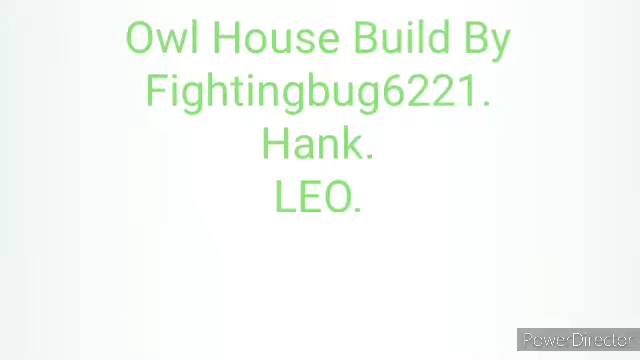 Owl House Build By
Fightingbug6221.
Hank.
LEO.
PowerDirector